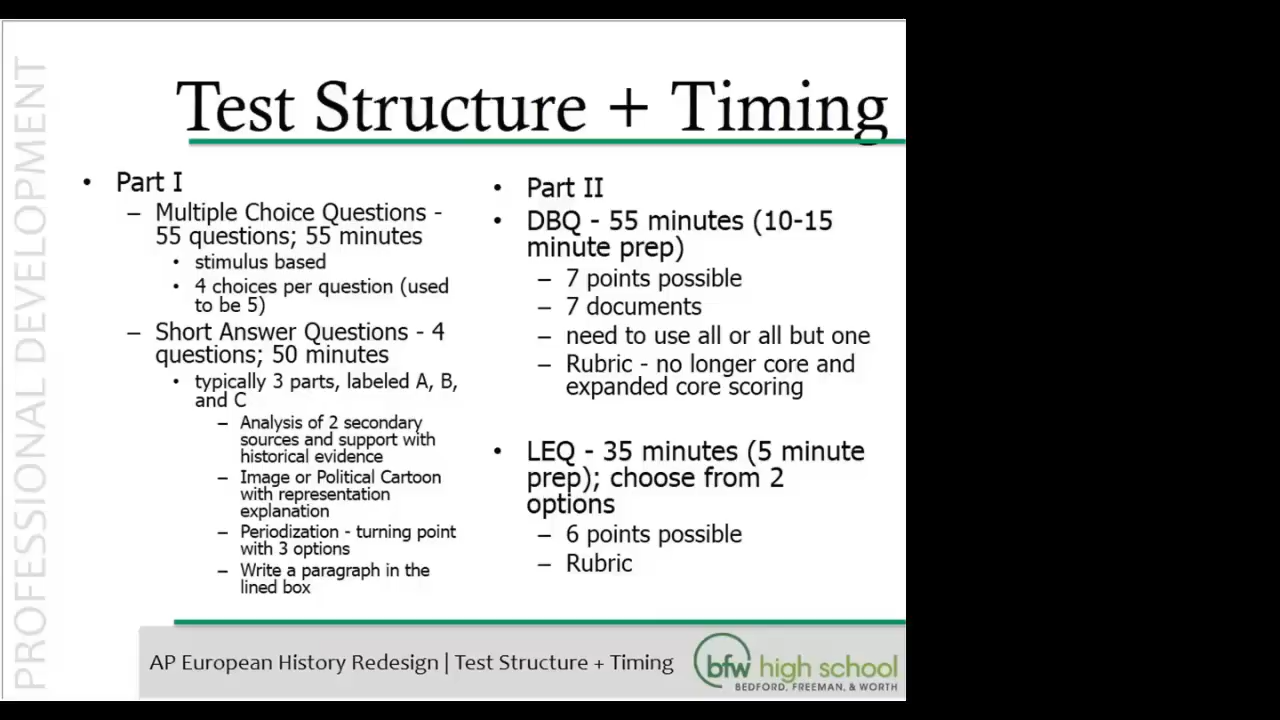 PROFESSIONAL DEVELOPMENT
Test Structure + Timing
• Part I
– Multiple Choice Questions -
55 questions; 55 minutes
• stimulus based
• 4 choices per question (used
to be 5)
– Short Answer Questions - 4
questions; 50 minutes
• typically 3 parts, labeled A, B,
and C
– Analysis of 2 secondary
sources and support with
historical evidence
– Image or Political Cartoon
with representation
explanation
– Periodization - turning point
with 3 options
– Write a paragraph in the
lined box
• Part II
• DBQ - 55 minutes (10-15
minute prep)
– 7 points possible
– 7 documents
– need to use all or all but one
– Rubric - no longer core and
expanded core scoring
• LEQ - 35 minutes (5 minute
prep); choose from 2
options
– 6 points possible
– Rubric
AP European History Redesign | Test Structure + Timing
bfw high school
BEDFORD, FREEMAN, & WORTH